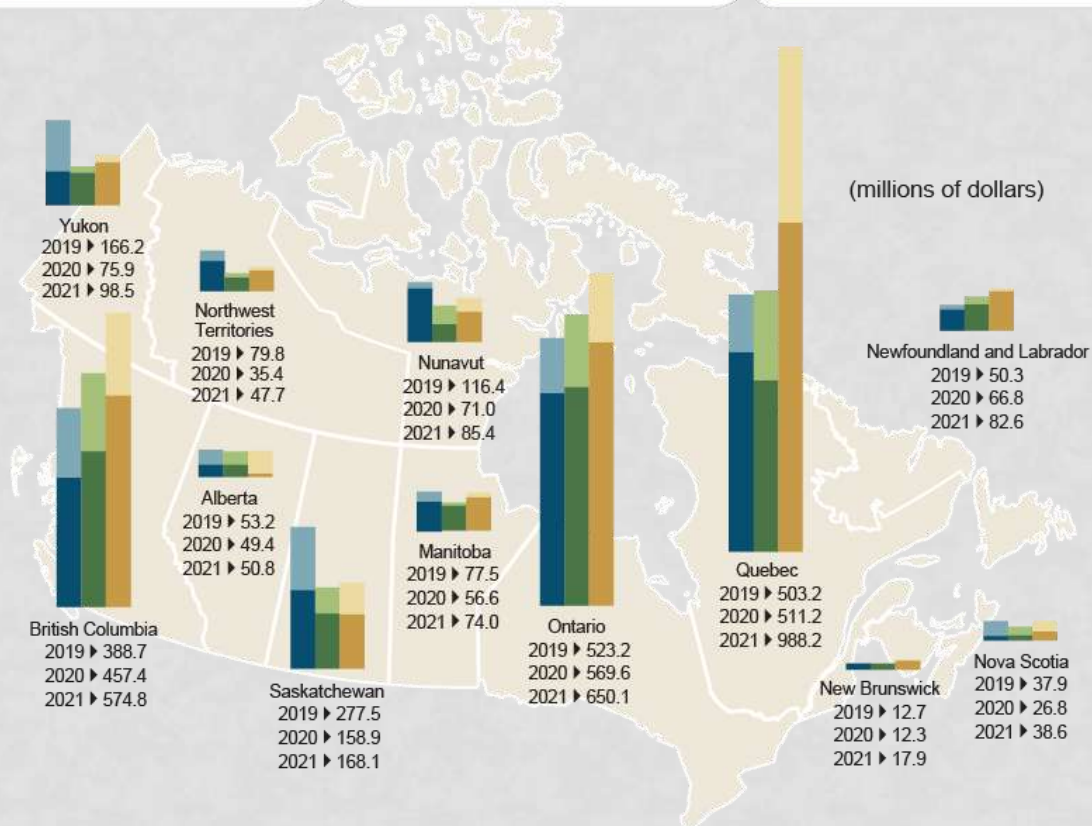 (millions of dollars)
Yukon
2019 ▶ 166.2
2020 ▶ 75.9
2021 ▶ 98.5
Northwest
Territories
2019 ▶ 79.8
2020 ▶ 35.4
2021 ▶ 47.7
Nunavut
2019 ▶ 116.4
2020 ▶ 71.0
2021 ▶ 85.4
Newfoundland and Labrador
2019 ▶ 50.3
2020 ▶ 66.8
2021 ▶ 82.6
British Columbia
2019 ▶ 388.7
2020 ▶ 457.4
2021 ▶ 574.8
Alberta
2019 ▶ 53.2
2020 ▶ 49.4
2021 ▶ 50.8
Saskatchewan
2019 ▶ 277.5
2020 ▶ 158.9
2021 ▶ 168.1
Manitoba
2019 ▶ 77.5
2020 ▶ 56.6
2021 ▶ 74.0
Ontario
2019 ▶ 523.2
2020 ▶ 569.6
2021 ▶ 650.1
Quebec
2019 ▶ 503.2
2020 ▶ 511.2
2021 ▶ 988.2
New Brunswick
2019 ▶ 12.7
2020 ▶ 12.3
2021 ▶ 17.9
Nova Scotia
2019 ▶ 37.9
2020 ▶ 26.8
2021 ▶ 38.6